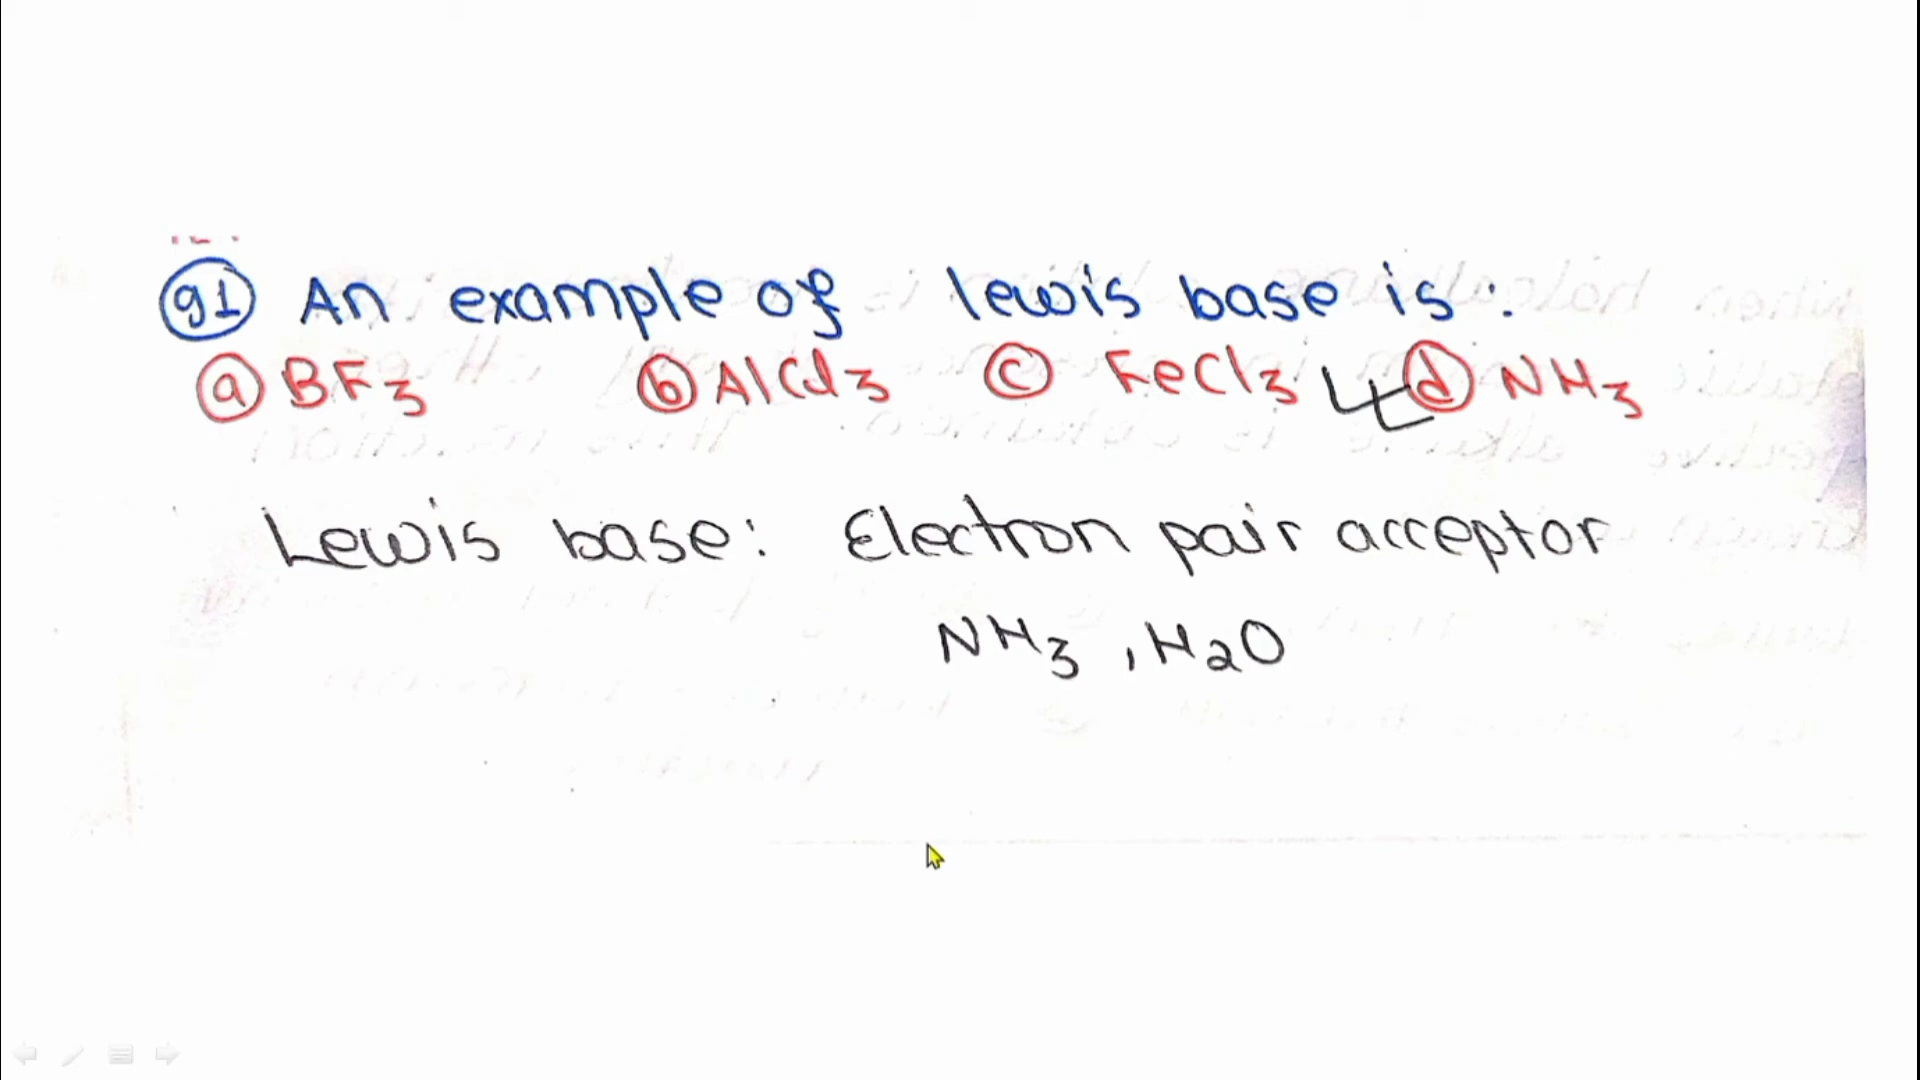 91 An example of lewis base is:
a BF3 b AlCl3 c FeCl3 d NH3
Lewis base: Electron pair acceptor
NH3, H2O